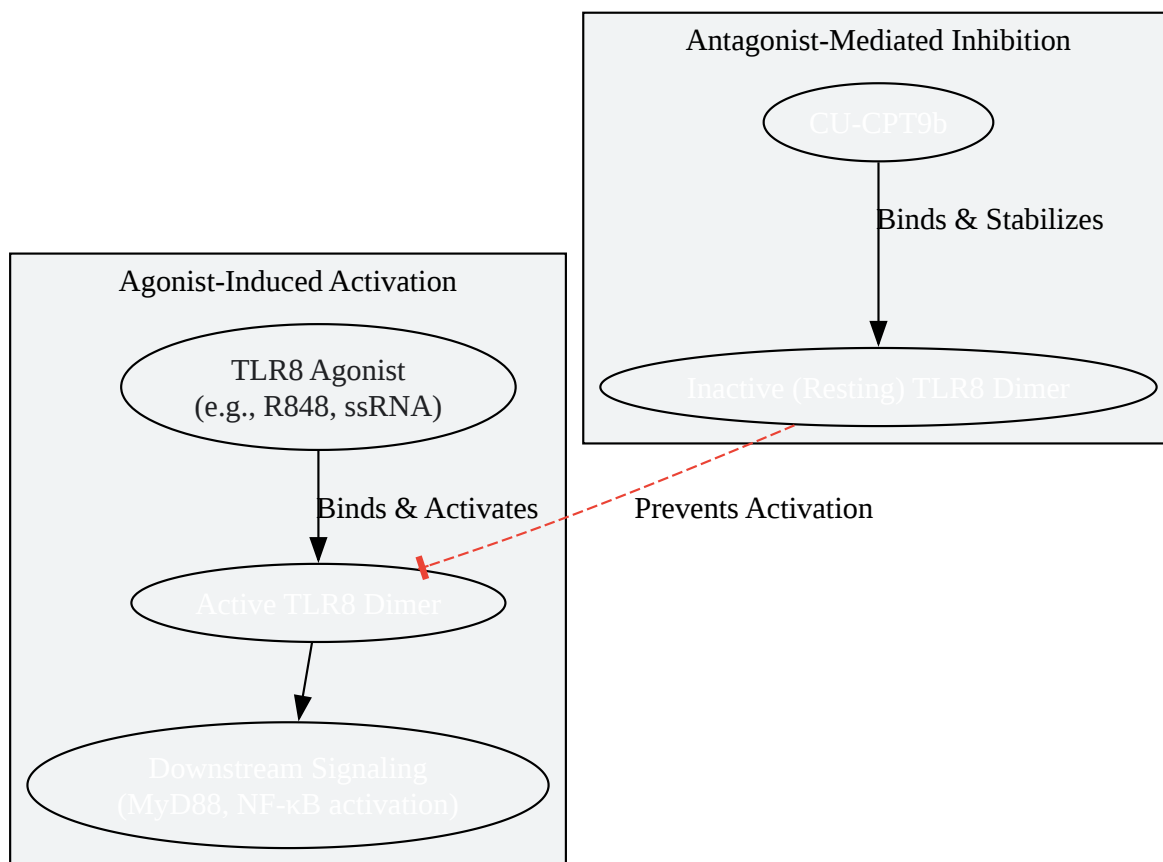 Antagonist-Mediated Inhibition
CU-CPT9b
Binds & Stabilizes
Inactive (Resting) TLR8 Dimer
Agonist-Induced Activation
TLR8 Agonist
(e.g., R848, ssRNA)
Binds & Activates
Prevents Activation
Active TLR8 Dimer
Downstream Signaling
(MyD88, NF-κB activation)